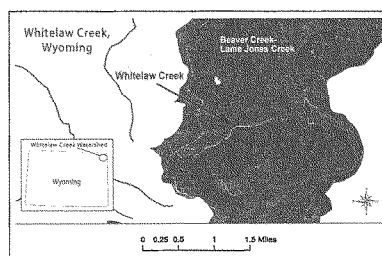 Whitelaw Creek,
Wyoming
Beaver Creek-
Lame Jones Creek
Whitelaw Creek
Whitelaw Creek Watershed
Wyoming
0 0.25 0.5 1 1.5 Miles